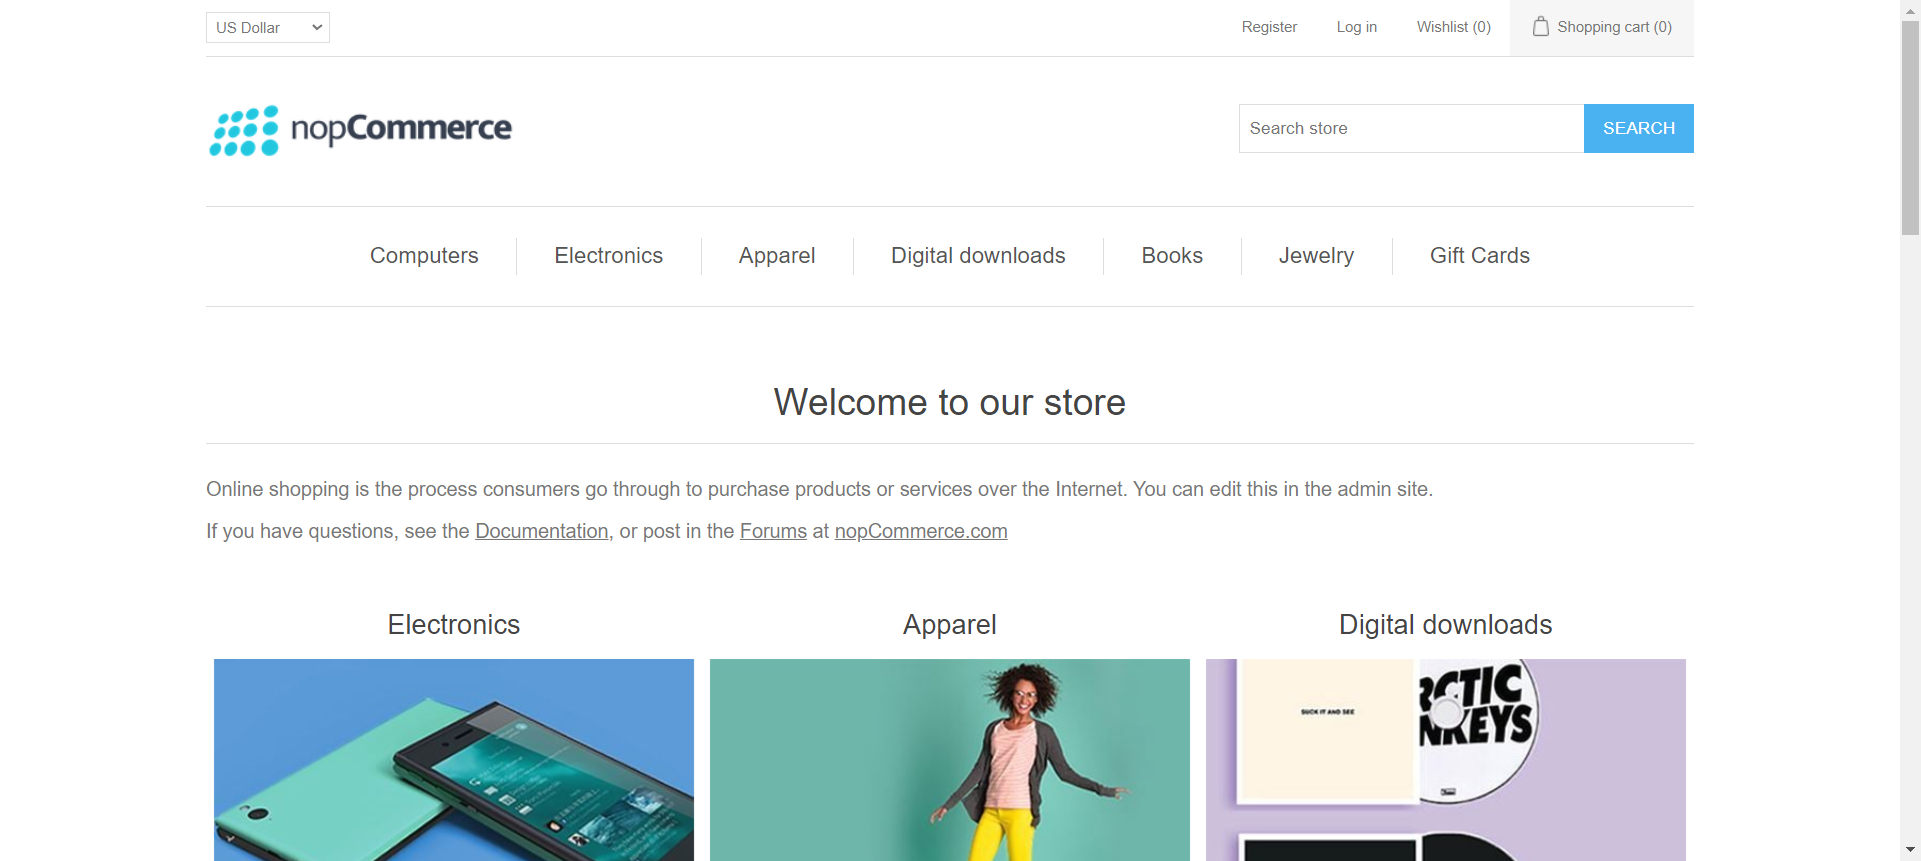 US Dollar
Register
Log in
Wishlist (0)
Shopping cart (0)
nopCommerce
Search store
SEARCH
Computers
Electronics
Apparel
Digital downloads
Books
Jewelry
Gift Cards
Welcome to our store
Online shopping is the process consumers go through to purchase products or services over the Internet. You can edit this in the admin site.
If you have questions, see the Documentation, or post in the Forums at nopCommerce.com
Electronics
Apparel
Digital downloads
SUCK IT AND SEE
RCTIC
NKEYS